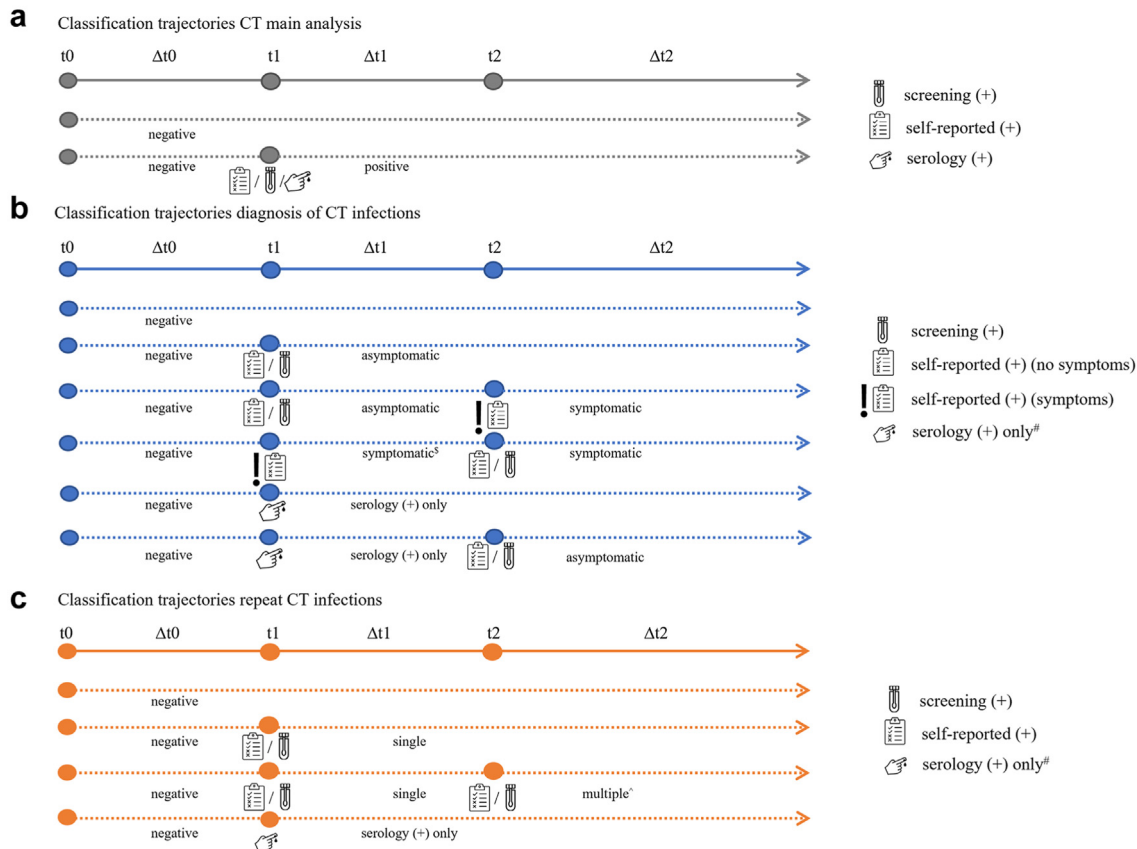 a Classification trajectories CT main analysis
t0 Δt0 t1 Δt1 t2 Δt2
negative
negative positive
/ /
screening (+)
self-reported (+)
serology (+)
b Classification trajectories diagnosis of CT infections
t0 Δt0 t1 Δt1 t2 Δt2
negative
negative asymptomatic
/
negative asymptomatic symptomatic
/ !
negative symptomatic$ symptomatic
! /
negative serology (+) only
negative serology (+) only asymptomatic
/
screening (+)
self-reported (+) (no symptoms)
! self-reported (+) (symptoms)
serology (+) only#
c Classification trajectories repeat CT infections
t0 Δt0 t1 Δt1 t2 Δt2
negative
negative single
/
negative single multiple^
/ /
negative serology (+) only
screening (+)
self-reported (+)
serology (+) only#